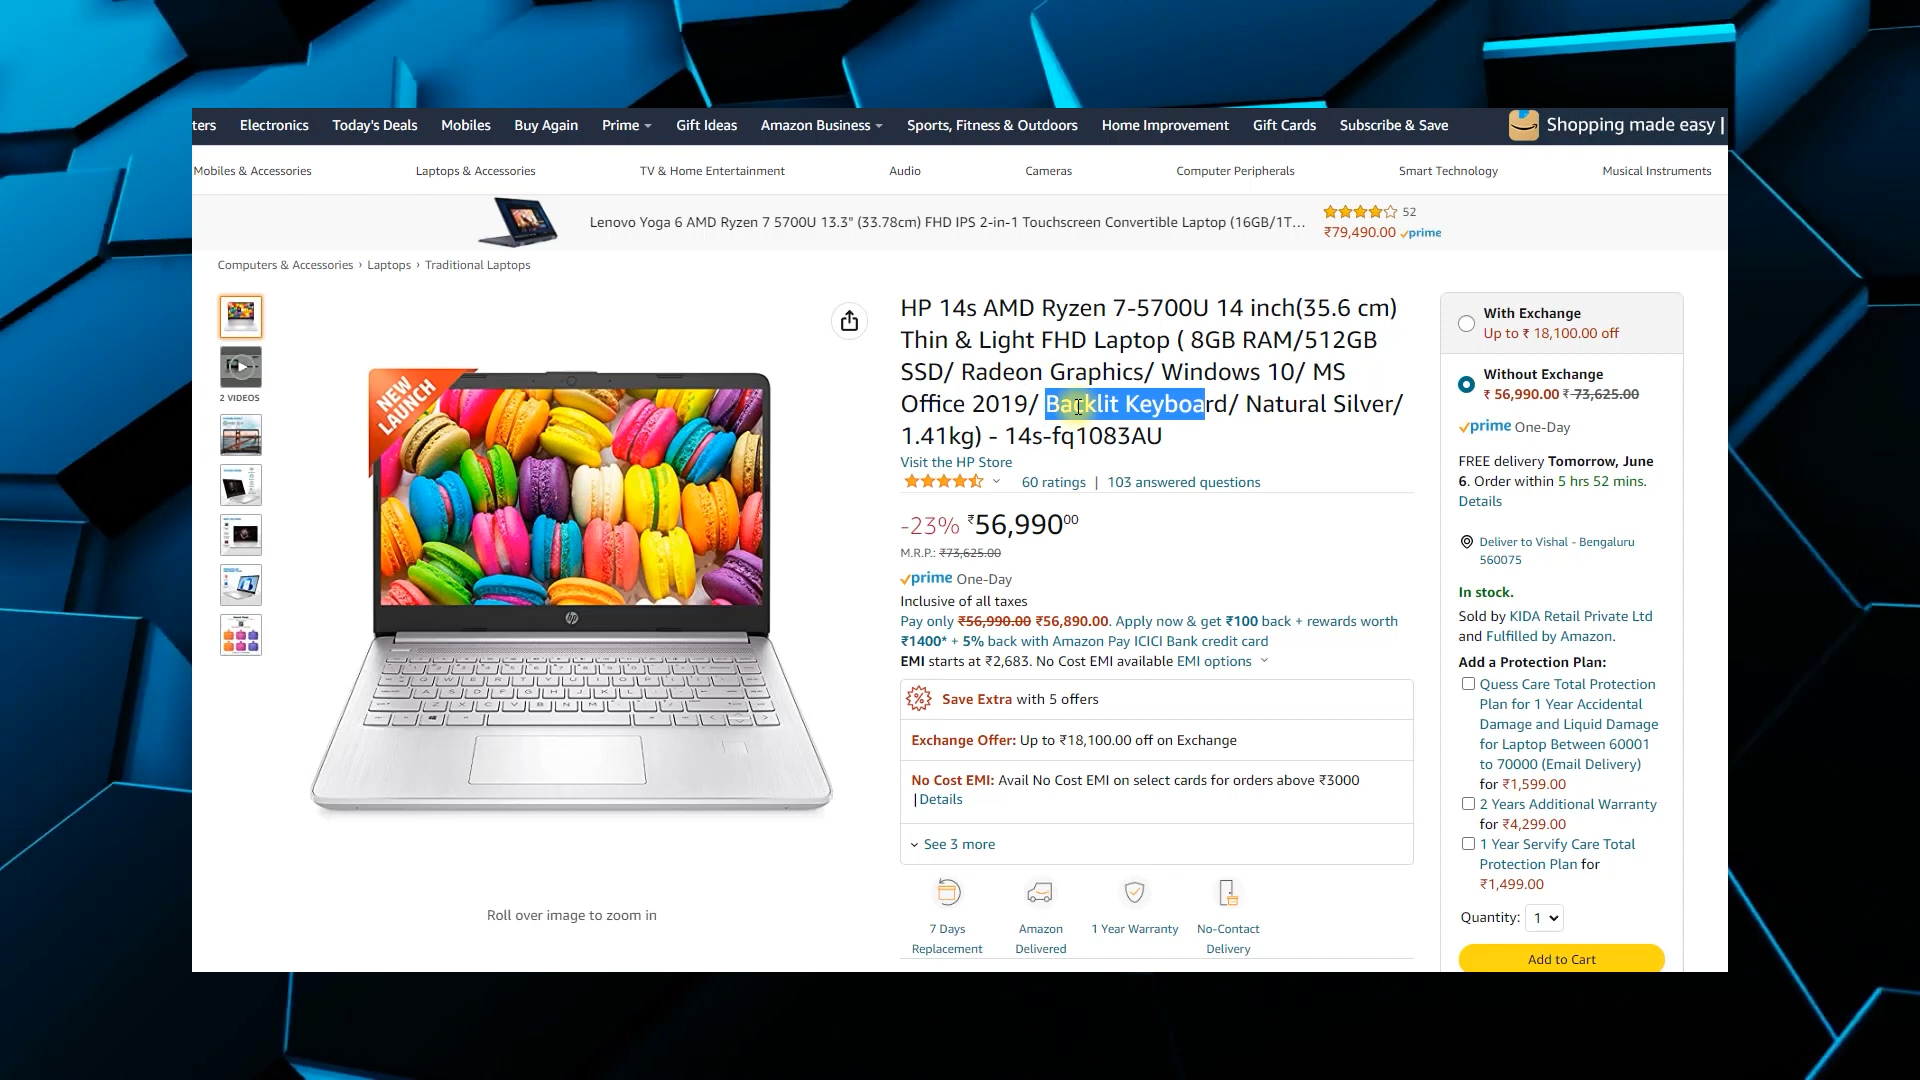 ters Electronics Today's Deals Mobiles Buy Again Prime Gift Ideas Amazon Business Sports, Fitness & Outdoors Home Improvement Gift Cards Subscribe & Save Shopping made easy |
Mobiles & Accessories Laptops & Accessories TV & Home Entertainment Audio Cameras Computer Peripherals Smart Technology Musical Instruments
Lenovo Yoga 6 AMD Ryzen 7 5700U 13.3" (33.78cm) FHD IPS 2-in-1 Touchscreen Convertible Laptop (16GB/1T... 52
₹79,490.00 prime
Computers & Accessories › Laptops › Traditional Laptops
NEW
LAUNCH
hp
2 VIDEOS
Roll over image to zoom in
HP 14s AMD Ryzen 7-5700U 14 inch(35.6 cm)
Thin & Light FHD Laptop ( 8GB RAM/512GB
SSD/ Radeon Graphics/ Windows 10/ MS
Office 2019/ Backlit Keyboard/ Natural Silver/
1.41kg) - 14s-fq1083AU
Visit the HP Store
60 ratings | 103 answered questions
-23% ₹56,99000
M.R.P.: ₹73,625.00
prime One-Day
Inclusive of all taxes
Pay only ₹56,990.00 ₹56,890.00. Apply now & get ₹100 back + rewards worth
₹1400* + 5% back with Amazon Pay ICICI Bank credit card
EMI starts at ₹2,683. No Cost EMI available EMI options
Save Extra with 5 offers
Exchange Offer: Up to ₹18,100.00 off on Exchange
No Cost EMI: Avail No Cost EMI on select cards for orders above ₹3000
|Details
See 3 more
7 Days
Replacement
Amazon
Delivered
1 Year Warranty
No-Contact
Delivery
With Exchange
Up to ₹ 18,100.00 off
Without Exchange
₹ 56,990.00 ₹ 73,625.00
prime One-Day
FREE delivery Tomorrow, June
6. Order within 5 hrs 52 mins.
Details
Deliver to Vishal - Bengaluru
560075
In stock.
Sold by KIDA Retail Private Ltd
and Fulfilled by Amazon.
Add a Protection Plan:
Quess Care Total Protection
Plan for 1 Year Accidental
Damage and Liquid Damage
for Laptop Between 60001
to 70000 (Email Delivery)
for ₹1,599.00
2 Years Additional Warranty
for ₹4,299.00
1 Year Servify Care Total
Protection Plan for
₹1,499.00
Quantity: 1
Add to Cart